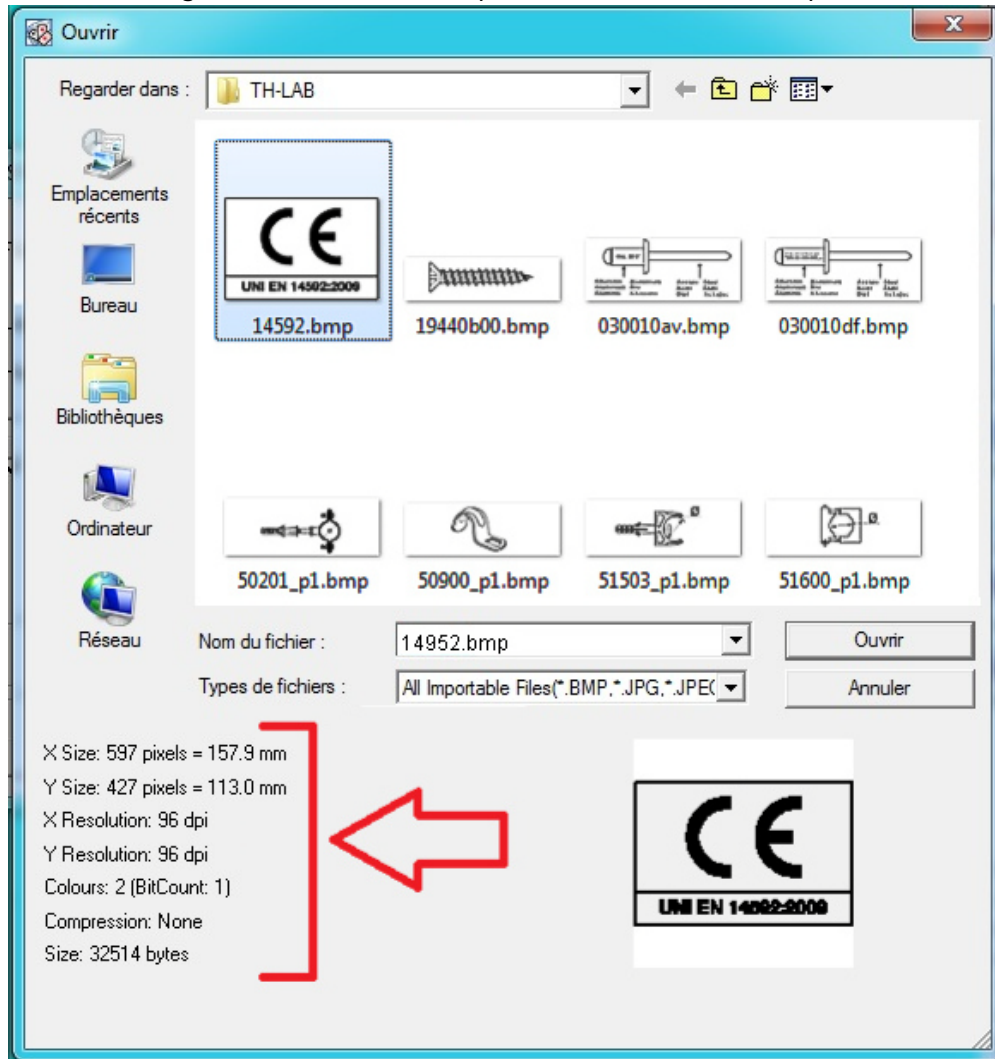 Ouvrir
Regarder dans :
TH-LAB
Emplacements
récents
Bureau
Bibliothèques
Ordinateur
Réseau
UNI EN 14592:2009
14592.bmp
19440b00.bmp
030010av.bmp
030010df.bmp
50201_p1.bmp
50900_p1.bmp
51503_p1.bmp
51600_p1.bmp
Nom du fichier :
14952.bmp
Ouvrir
Types de fichiers :
All Importable Files(*.BMP,*.JPG,*.JPE(
Annuler
X Size: 597 pixels = 157.9 mm
Y Size: 427 pixels = 113.0 mm
X Resolution: 96 dpi
Y Resolution: 96 dpi
Colours: 2 (BitCount: 1)
Compression: None
Size: 32514 bytes
CE
UNI EN 14592:2009